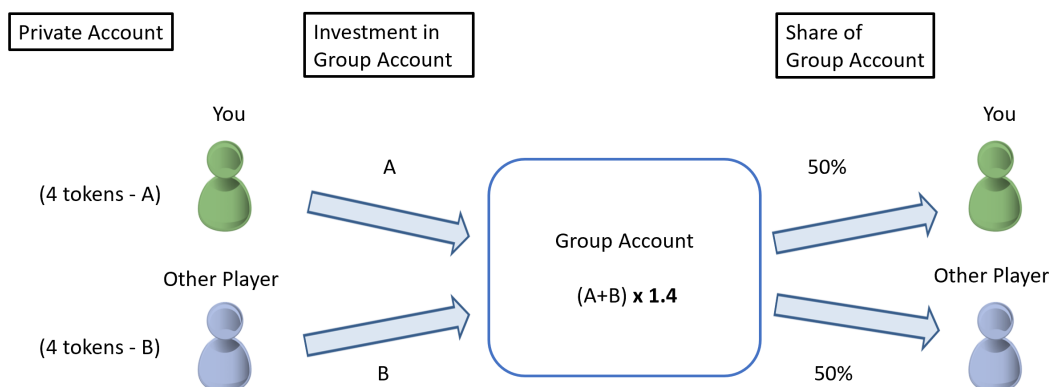 Private Account
Investment in
Group Account
Share of
Group Account
You
You
A
50%
(4 tokens - A)
Group Account
(A+B) x 1.4
Other Player
Other Player
(4 tokens - B)
B
50%